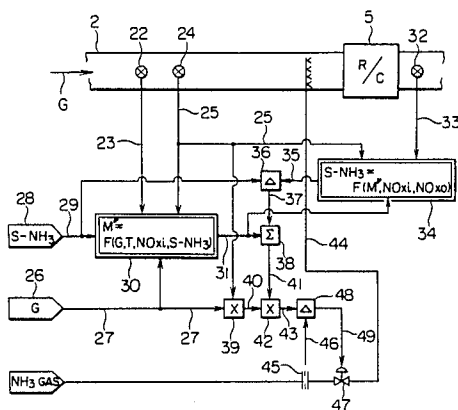 2
22
24
5
32
R/C
G
23
25
25
33
36
35
28
29
S-NH₃
37
S-NH₃=
F(M',NOxi,NOxo)
34
M'=
F(G,T,NOxi,S-NH₃)
31
Σ
38
44
30
26
G
40
41
48
27
27
X
X
43
49
39
42
46
45
NH₃ GAS
47